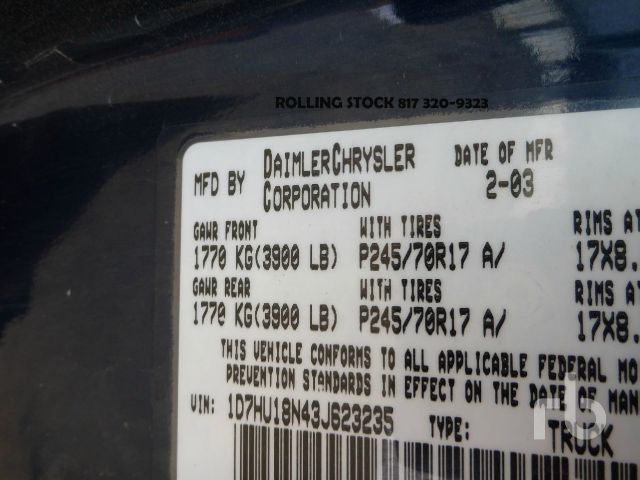 ROLLING STOCK 817 320-9323
MFD BY DAIMLERCHRYSLER CORPORATION
DATE OF MFR
2-03
GAWR FRONT WITH TIRES RIMS AT
1770 KG(3900 LB) P245/70R17 A/ 17X8.
GAWR REAR WITH TIRES RIMS AT
1770 KG(3900 LB) P245/70R17 A/ 17X8.
THIS VEHICLE CONFORMS TO ALL APPLICABLE FEDERAL MO
PREVENTION STANDARDS IN EFFECT ON THE DATE OF MAN
VIN: 1D7HU18N43J623235 TYPE: TRUCK
rb